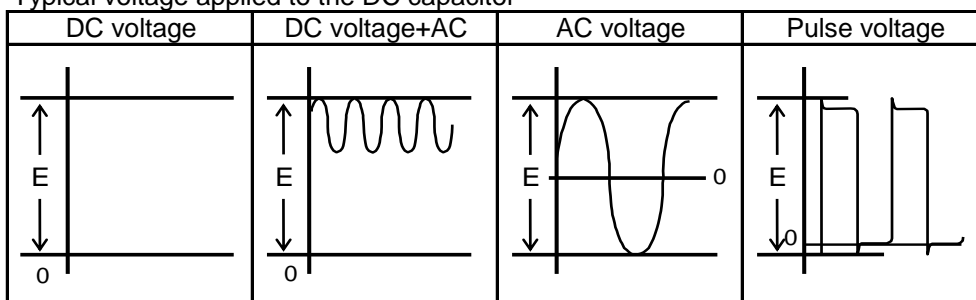 Typical voltage applied to the DC capacitor
DC voltage DC voltage+AC AC voltage Pulse voltage
E E E 0 E
0
0 0